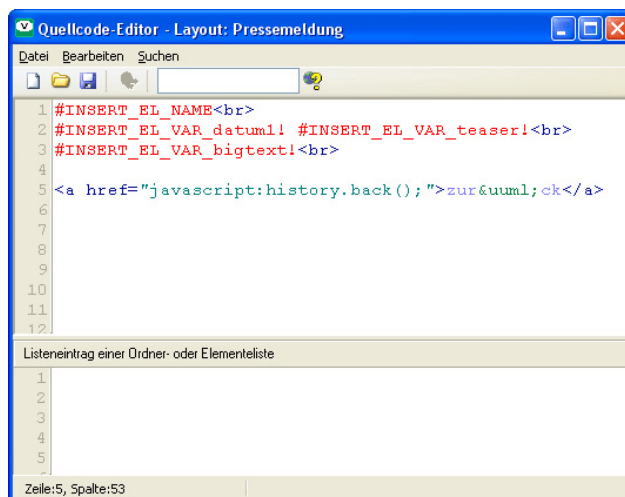 Quellcode-Editor - Layout: Pressemeldung
Datei Bearbeiten Suchen
1 #INSERT_EL_NAME<br>
2 #INSERT_EL_VAR_datum1! #INSERT_EL_VAR_teaser!<br>
3 #INSERT_EL_VAR_bigtext!<br>
4
5 <a href="javascript:history.back();">zur&uuml;ck</a>
6
7
8
9
10
11
12
Listeneintrag einer Ordner- oder Elementeliste
1
2
3
4
5
Zeile:5, Spalte:53